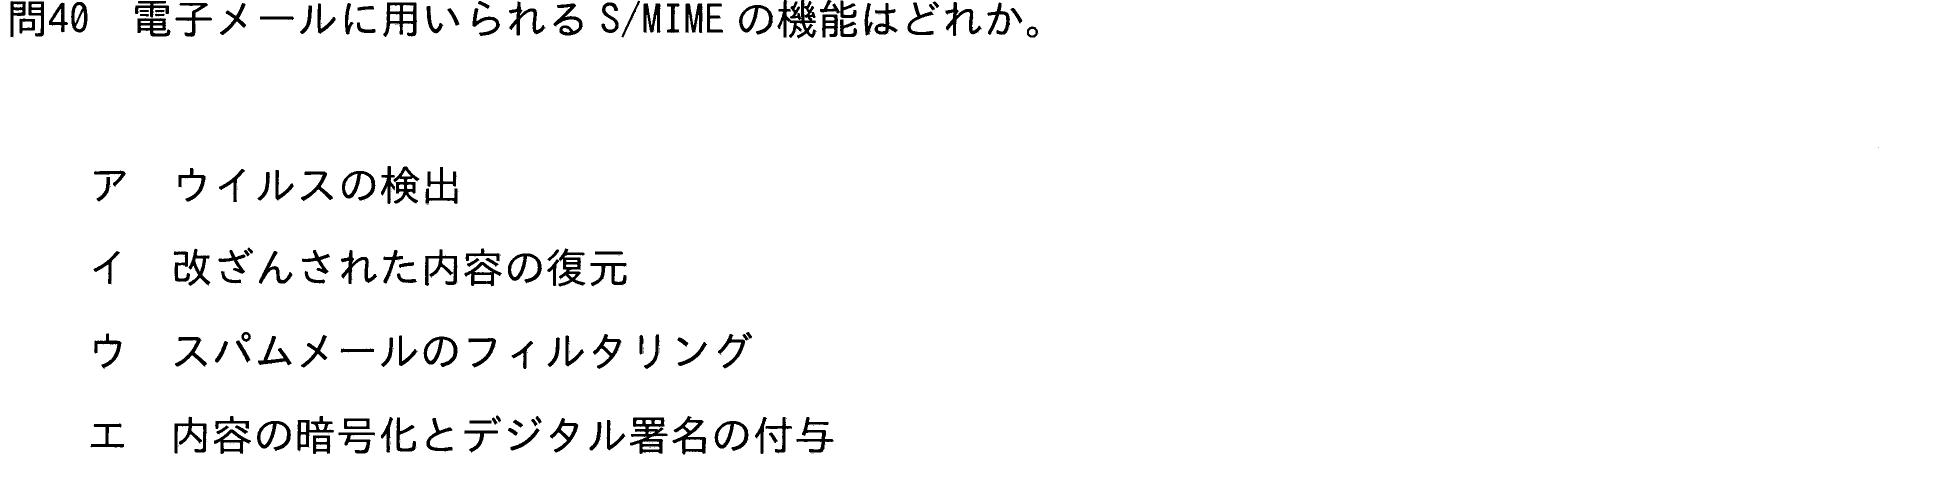 問40　電子メールに用いられる S/MIME の機能はどれか。
ア　ウイルスの検出
イ　改ざんされた内容の復元
ウ　スパムメールのフィルタリング
エ　内容の暗号化とデジタル署名の付与